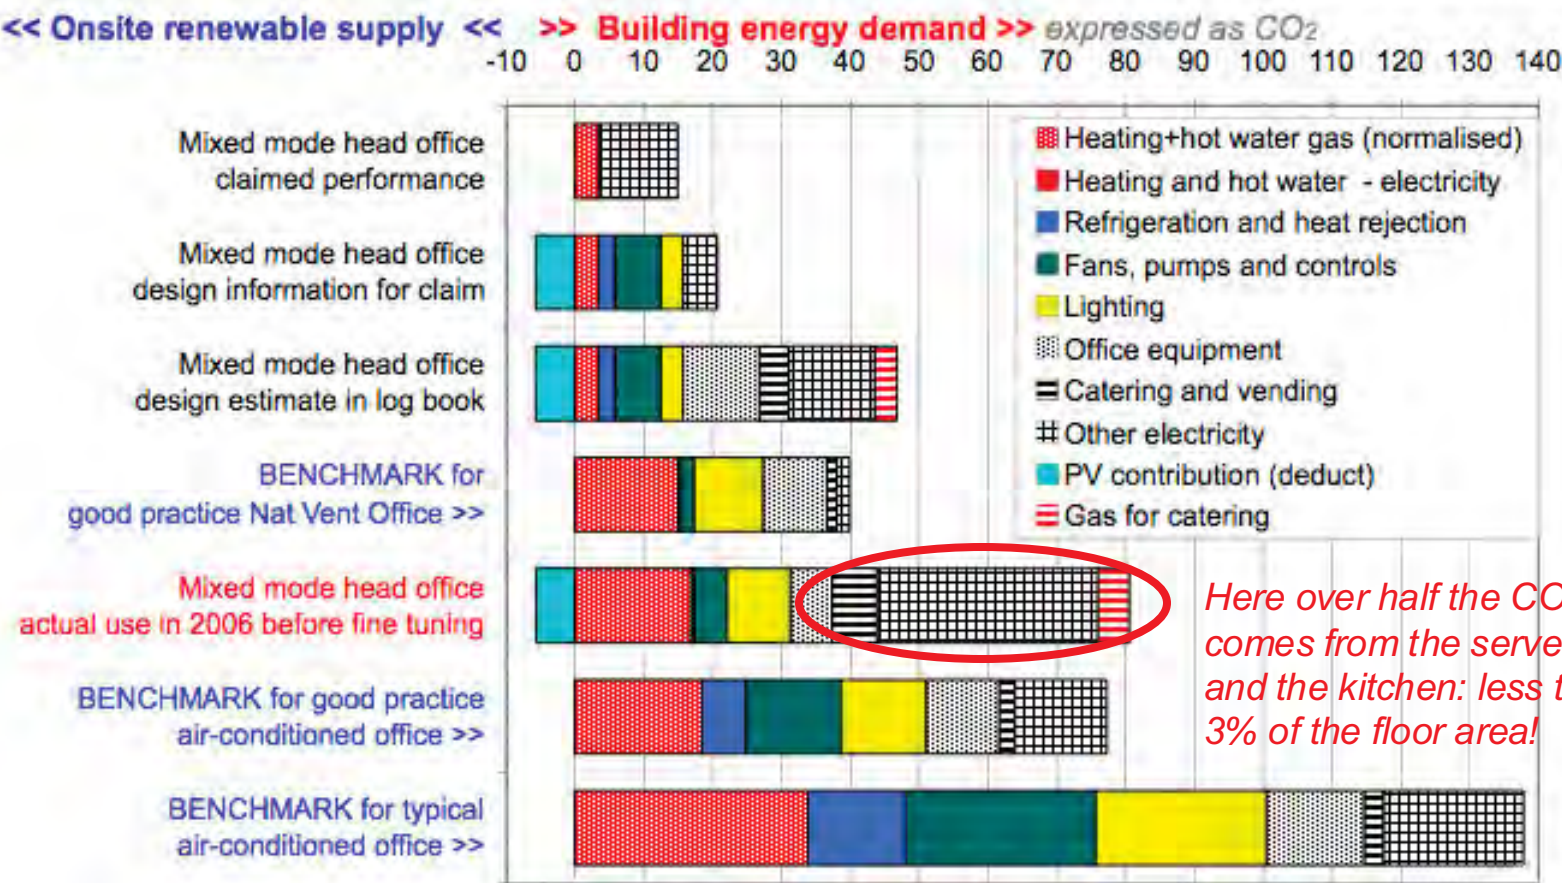 << Onsite renewable supply << >> Building energy demand >> expressed as CO2
-10 0 10 20 30 40 50 60 70 80 90 100 110 120 130 140
Mixed mode head office
claimed performance
Mixed mode head office
design information for claim
Mixed mode head office
design estimate in log book
BENCHMARK for
good practice Nat Vent Office >>
Mixed mode head office
actual use in 2006 before fine tuning
BENCHMARK for good practice
air-conditioned office >>
BENCHMARK for typical
air-conditioned office >>
Heating+hot water gas (normalised)
Heating and hot water - electricity
Refrigeration and heat rejection
Fans, pumps and controls
Lighting
Office equipment
Catering and vending
Other electricity
PV contribution (deduct)
Gas for catering
Here over half the CO
comes from the serve
and the kitchen: less t
3% of the floor area!